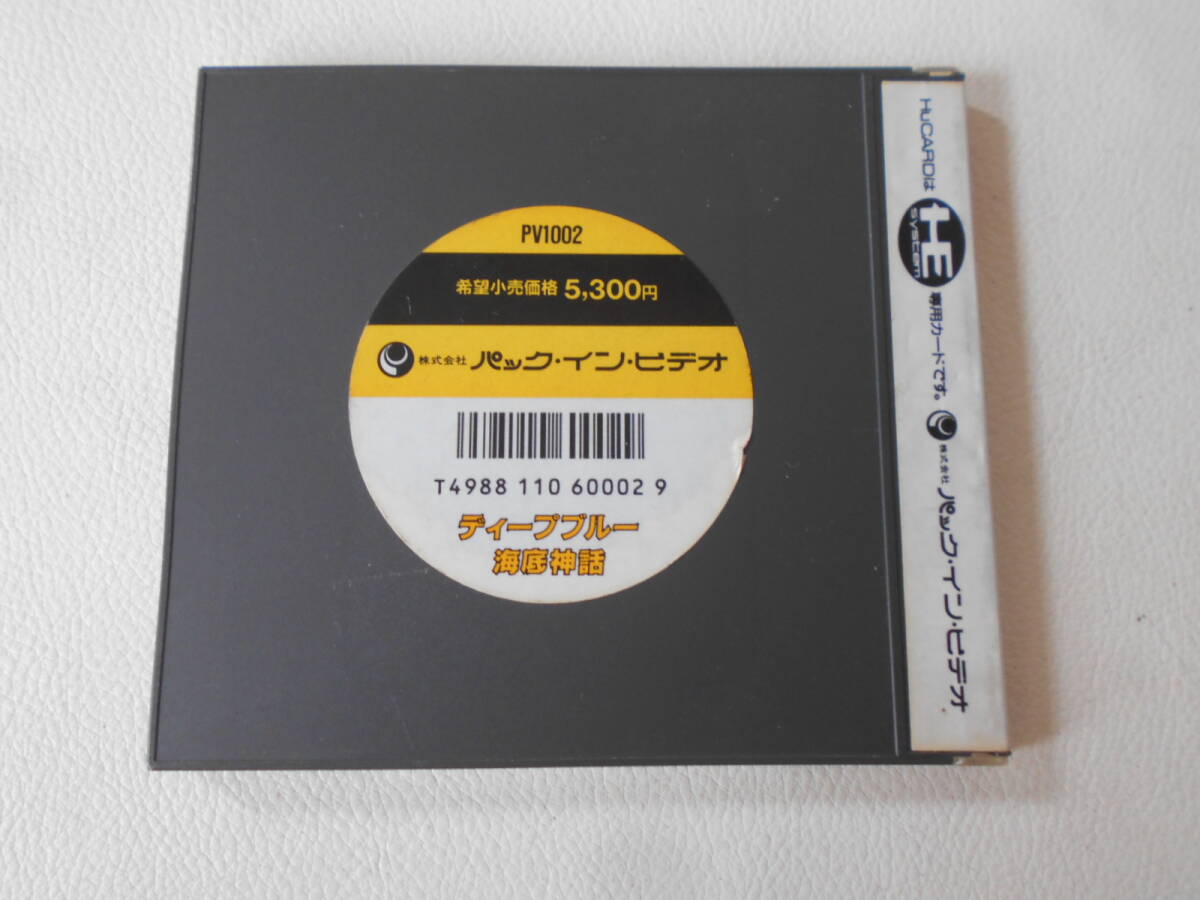 PV1002
希望小売価格 5,300円
株式会社 パック・イン・ビデオ
T4988 110 60002 9
ディープブルー
海底神話
HuCARDは HE system 専用カードです。 株式会社 パック・イン・ビデオ